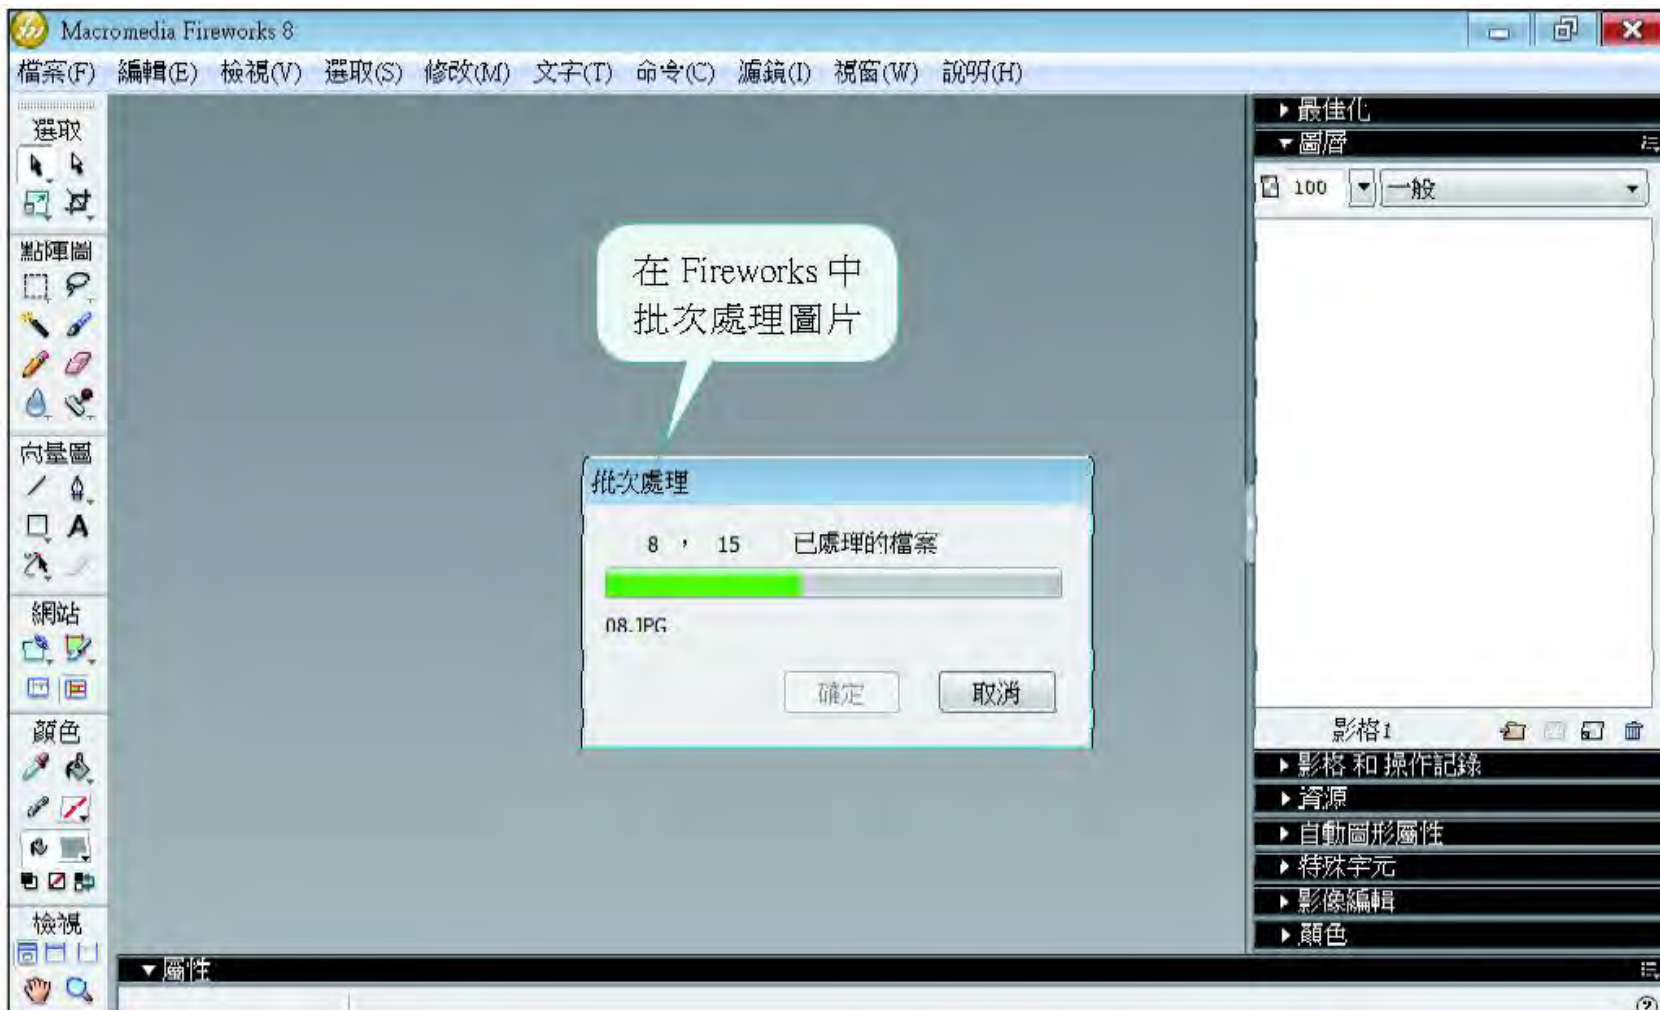 Macromedia Fireworks 8
檔案(F) 編輯(E) 檢視(V) 選取(S) 修改(M) 文字(T) 命令(C) 濾鏡(I) 視窗(W) 說明(H)
選取
點陣圖
向量圖
A
網站
顏色
檢視
在 Fireworks 中
批次處理圖片
批次處理
8 , 15 已處理的檔案
08.JPG
確定 取消
最佳化
圖層
100 一般
影格1
影格 和 操作記錄
資源
自動圖形屬性
特殊字元
影像編輯
顏色
屬性